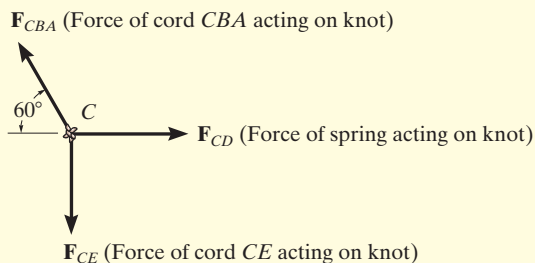 F_CBA (Force of cord CBA acting on knot)
60°
C
F_CD (Force of spring acting on knot)
F_CE (Force of cord CE acting on knot)